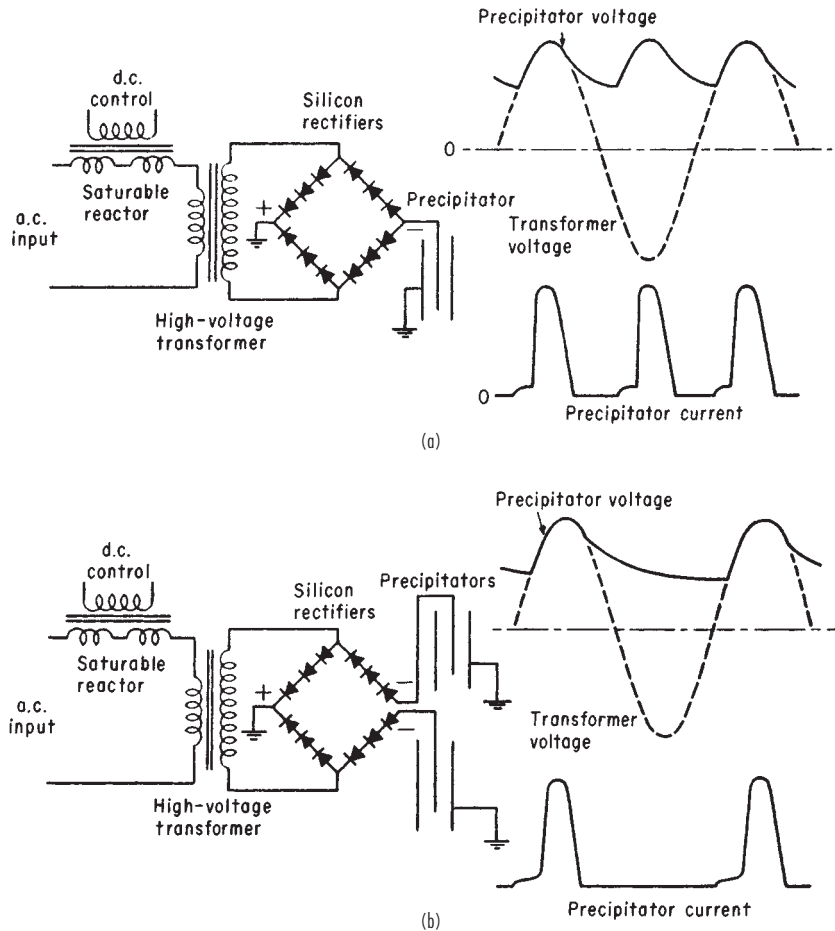 Precipitator voltage
d.c.
control
Silicon
rectifiers
Saturable
reactor
+
Precipitator
−
0
a.c.
input
Transformer
voltage
High-voltage
transformer
0
Precipitator current
(a)
Precipitator voltage
d.c.
control
Silicon
rectifiers
Precipitators
Saturable
reactor
+
−
−
a.c.
input
Transformer
voltage
High-voltage
transformer
Precipitator current
(b)